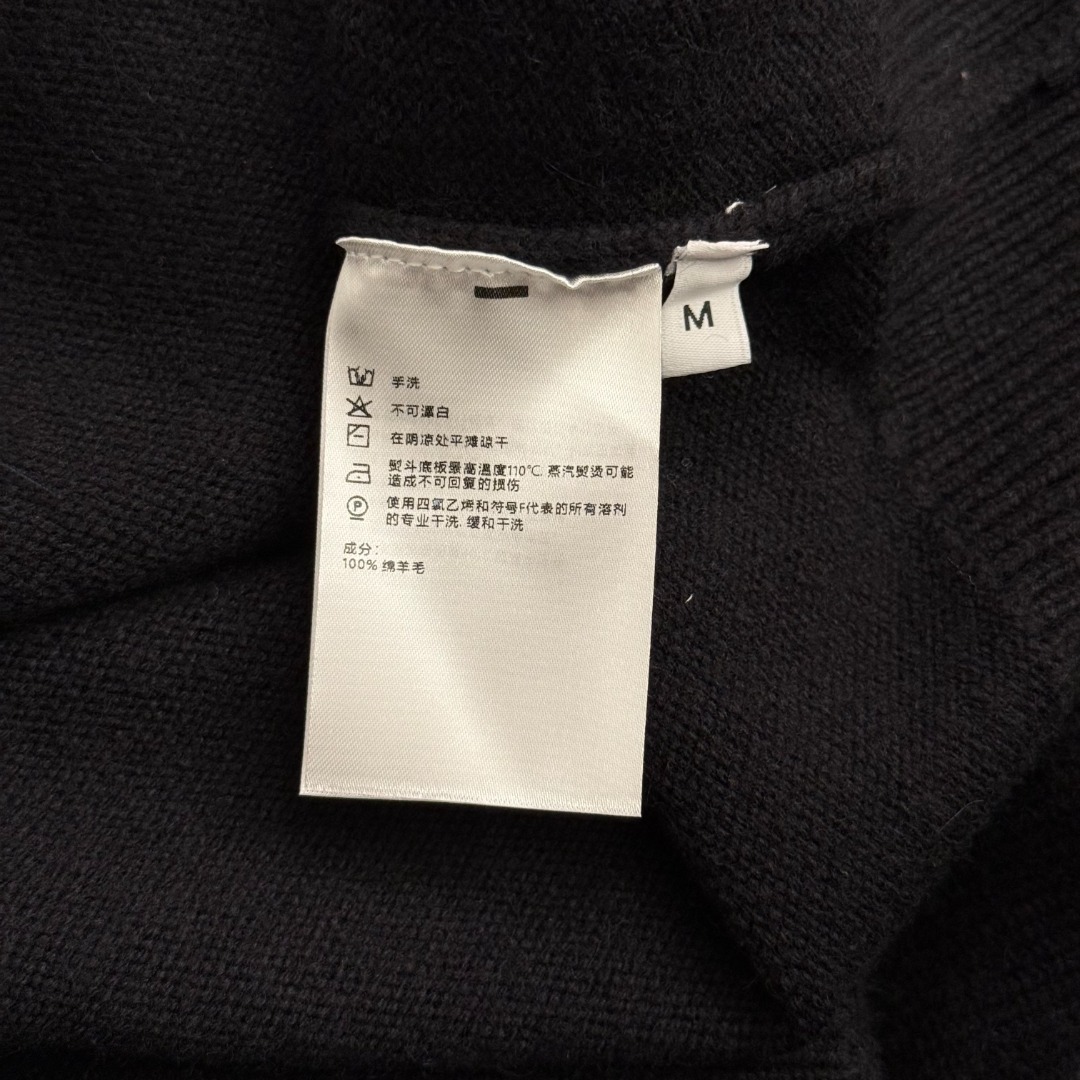 M
手洗
不可漂白
在阴凉处平摊晾干
熨斗底板最高温度110℃. 蒸汽熨烫可能
造成不可回复的损伤
P
使用四氯乙烯和符号F代表的所有溶剂
的专业干洗. 缓和干洗
成分:
100% 绵羊毛